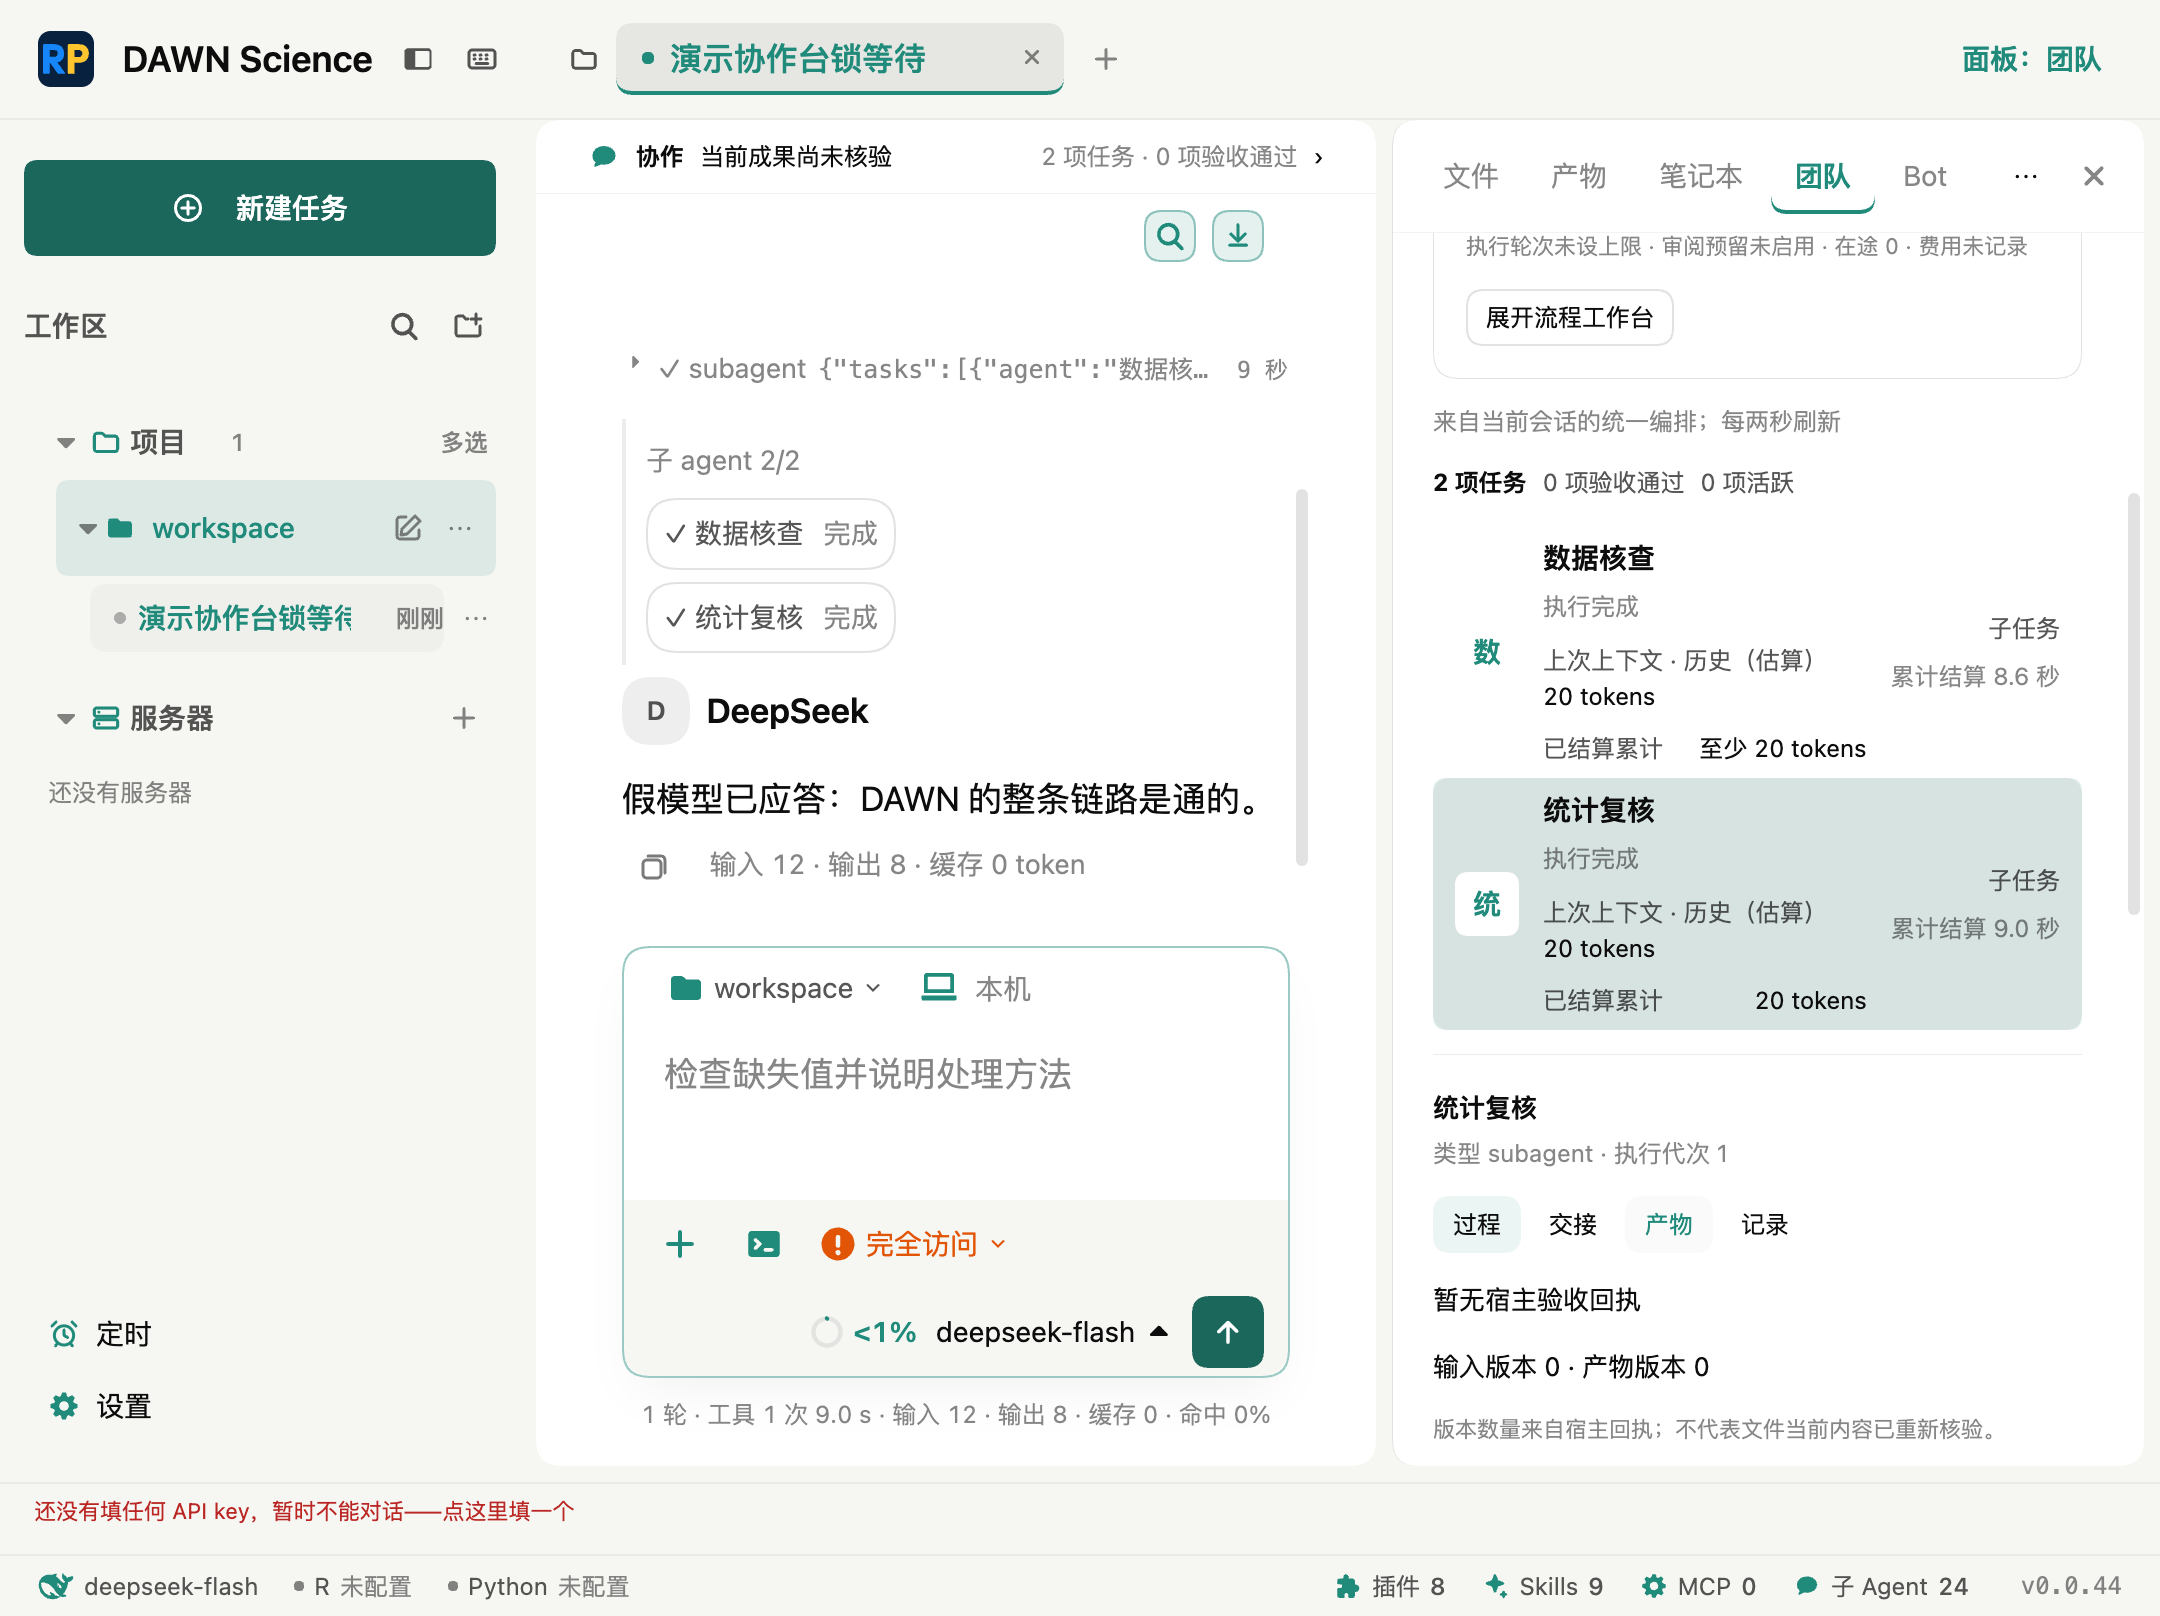 RP DAWN Science
演示协作台锁等待
面板：团队
新建任务
工作区
项目 1 多选
workspace
演示协作台锁等待 刚刚
服务器
还没有服务器
定时
设置
协作 当前成果尚未核验 2 项任务 · 0 项验收通过
subagent {"tasks":[{"agent":"数据核… 9 秒
子 agent 2/2
数据核查 完成
统计复核 完成
D DeepSeek
假模型已应答：DAWN 的整条链路是通的。
输入 12 · 输出 8 · 缓存 0 token
workspace 本机
检查缺失值并说明处理方法
完全访问
<1% deepseek-flash
1 轮 · 工具 1 次 9.0 s · 输入 12 · 输出 8 · 缓存 0 · 命中 0%
文件 产物 笔记本 团队 Bot
执行轮次未设上限 · 审阅预留未启用 · 在途 0 · 费用未记录
展开流程工作台
来自当前会话的统一编排；每两秒刷新
2 项任务 0 项验收通过 0 项活跃
数据核查
执行完成
数
子任务
上次上下文 · 历史（估算）
20 tokens
累计结算 8.6 秒
已结算累计 至少 20 tokens
统计复核
执行完成
统
子任务
上次上下文 · 历史（估算）
20 tokens
累计结算 9.0 秒
已结算累计 20 tokens
统计复核
类型 subagent · 执行代次 1
过程 交接 产物 记录
暂无宿主验收回执
输入版本 0 · 产物版本 0
版本数量来自宿主回执；不代表文件当前内容已重新核验。
还没有填任何 API key，暂时不能对话——点这里填一个
deepseek-flash R 未配置 Python 未配置
插件 8 Skills 9 MCP 0 子 Agent 24 v0.0.44